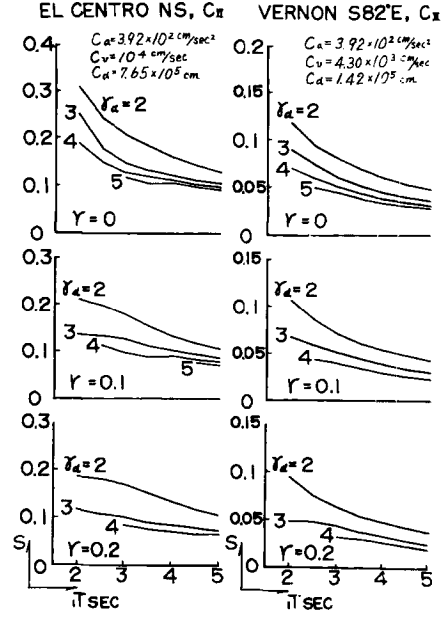 EL CENTRO NS, CⅡ
VERNON S82°E, CⅡ
Ca=3.92×10² cm/sec²
Cv=10⁴ cm/sec
Cd=7.65×10⁵ cm
Ca=3.92×10² cm/sec²
Cv=4.30×10³ cm/sec
Cd=1.42×10⁵ cm
0.4
0.3
0.2
0.1
0
γd=2
3
4
5
γ=0
0.2
0.15
0.1
0.05
0
γd=2
3
4
5
γ=0
0.3
0.2
0.1
0
γd=2
3
4
5
γ=0.1
0.15
0.1
0.05
0
γd=2
3
4
γ=0.1
0.3
0.2
0.1
0
γd=2
3
4
γ=0.2
S
2 3 4 5
₁T SEC
0.15
0.1
0.05
0
γd=2
3
4
γ=0.2
S
2 3 4 5
₁T SEC